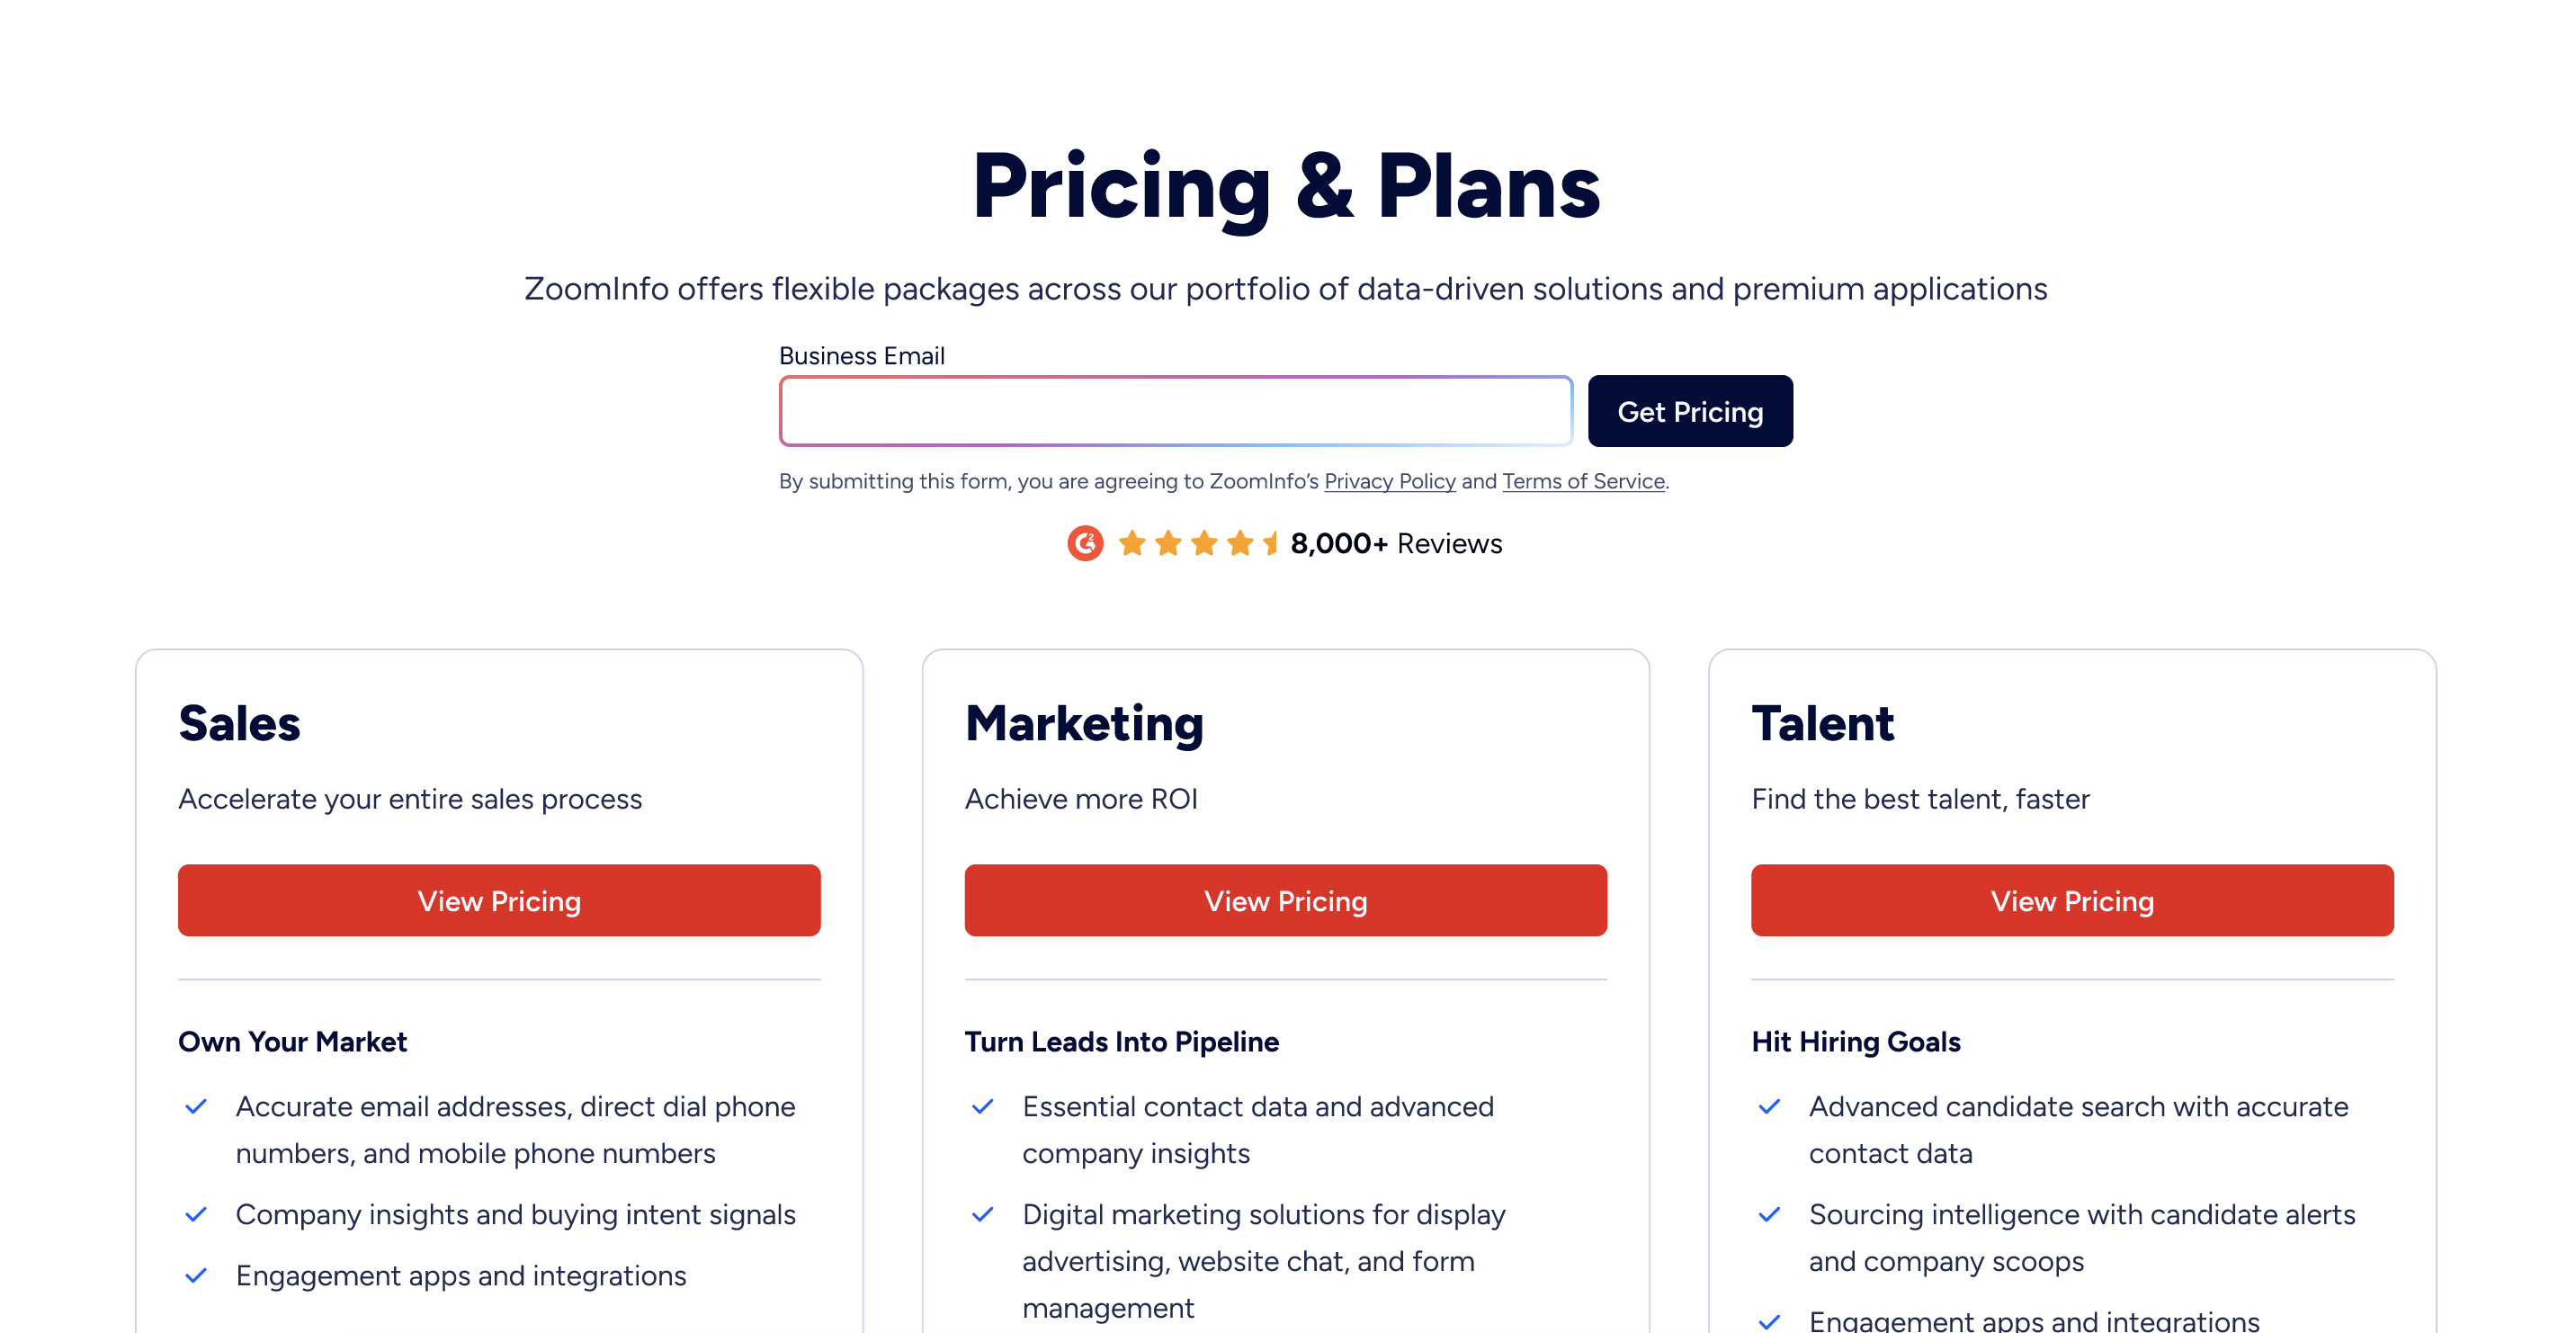 Pricing & Plans
ZoomInfo offers flexible packages across our portfolio of data-driven solutions and premium applications
Business Email
Get Pricing
By submitting this form, you are agreeing to ZoomInfo’s Privacy Policy and Terms of Service.
G2 8,000+ Reviews
Sales
Accelerate your entire sales process
View Pricing
Own Your Market
Accurate email addresses, direct dial phone
numbers, and mobile phone numbers
Company insights and buying intent signals
Engagement apps and integrations
Marketing
Achieve more ROI
View Pricing
Turn Leads Into Pipeline
Essential contact data and advanced
company insights
Digital marketing solutions for display
advertising, website chat, and form
management
Talent
Find the best talent, faster
View Pricing
Hit Hiring Goals
Advanced candidate search with accurate
contact data
Sourcing intelligence with candidate alerts
and company scoops
Engagement apps and integrations